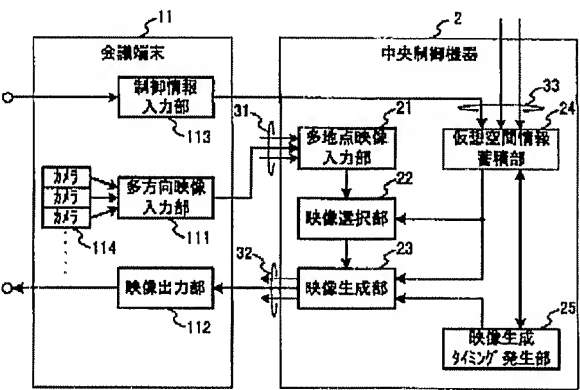 11
会議端末
制御情報
入力部
113
カメラ
カメラ
カメラ
114
多方向映像
入力部
111
映像出力部
112
2
中央制御機器
31
21
多地点映像
入力部
22
映像選択部
32
23
映像生成部
33
24
仮想空間情報
蓄積部
25
映像生成
タイミング発生部